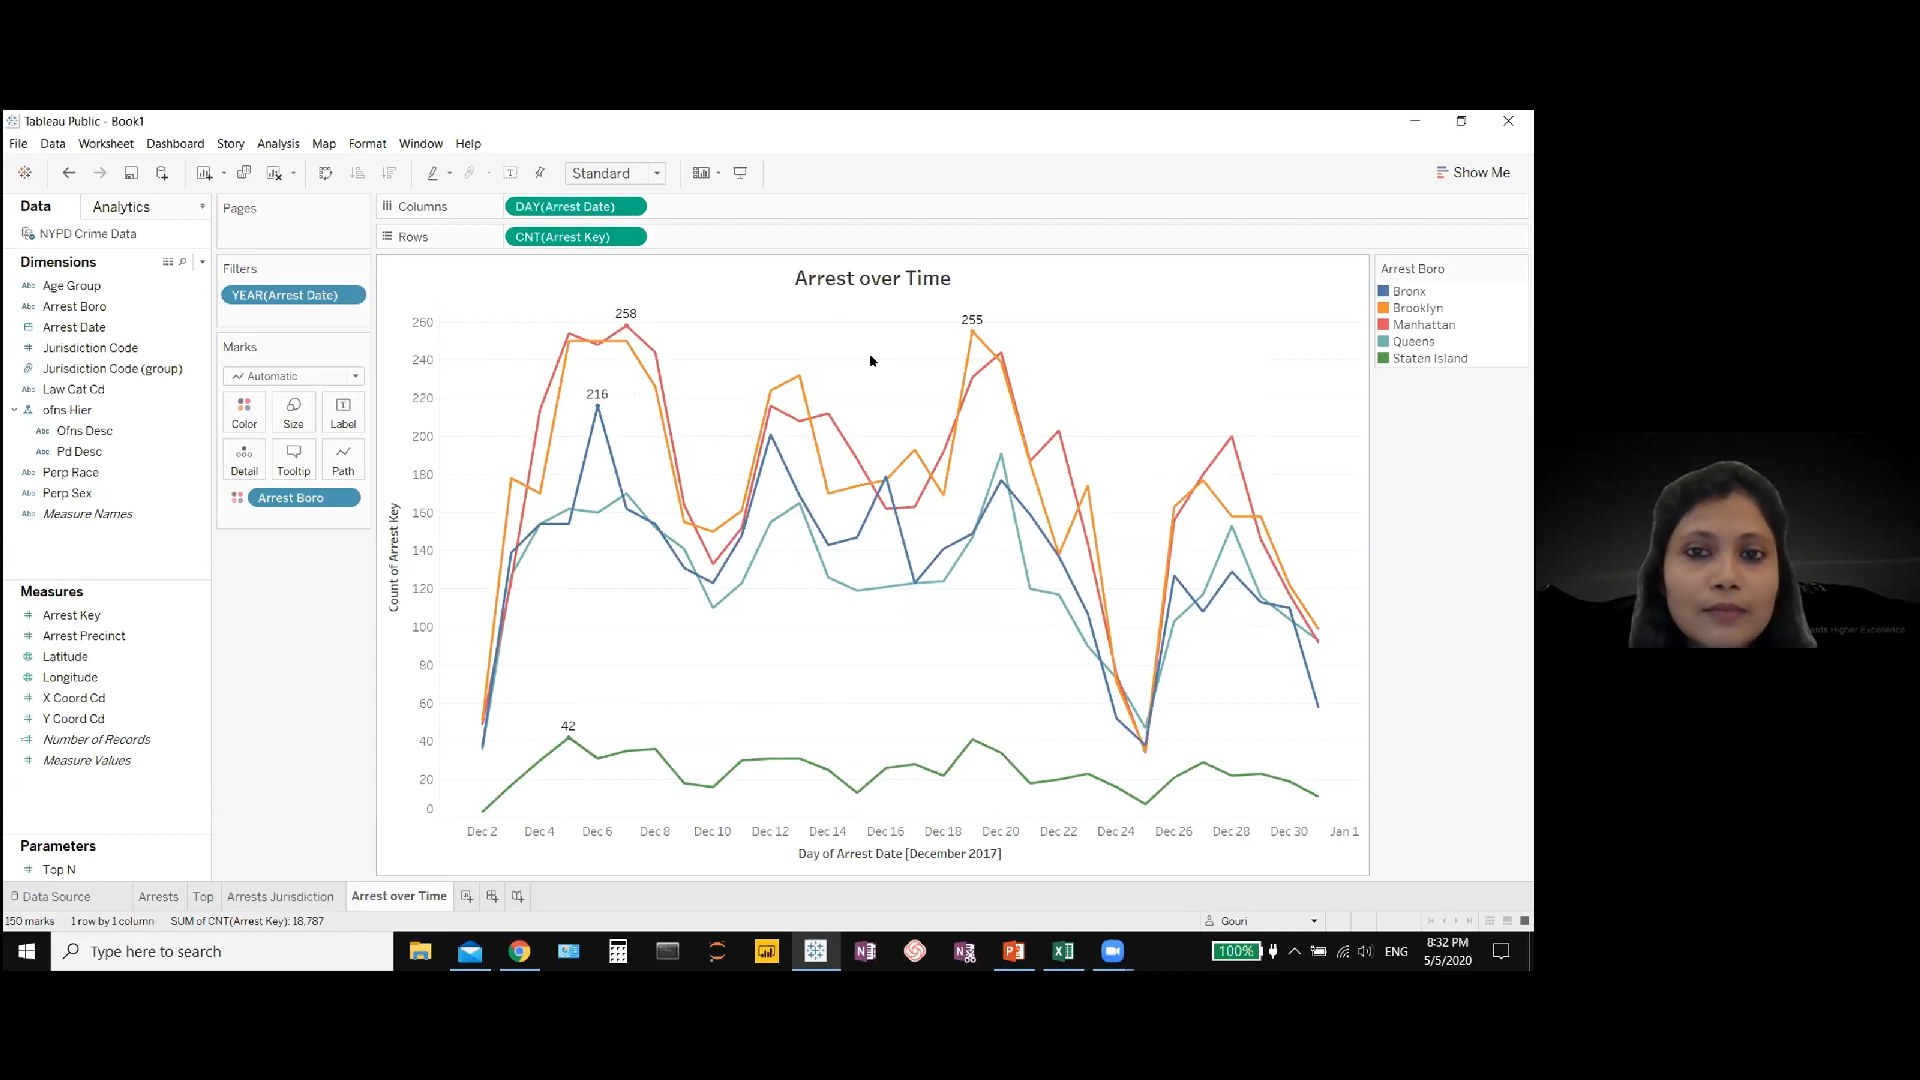 Tableau Public - Book1
File Data Worksheet Dashboard Story Analysis Map Format Window Help
Standard
Show Me
Data Analytics
NYPD Crime Data
Dimensions
Age Group
Arrest Boro
Arrest Date
Jurisdiction Code
Jurisdiction Code (group)
Law Cat Cd
ofns Hier
Ofns Desc
Pd Desc
Perp Race
Perp Sex
Measure Names
Measures
Arrest Key
Arrest Precinct
Latitude
Longitude
X Coord Cd
Y Coord Cd
Number of Records
Measure Values
Parameters
Top N
Pages
Filters
YEAR(Arrest Date)
Marks
Automatic
Color Size Label
Detail Tooltip Path
Arrest Boro
Columns DAY(Arrest Date)
Rows CNT(Arrest Key)
Arrest over Time
258
255
216
42
260
240
220
200
180
160
140
120
100
80
60
40
20
0
Count of Arrest Key
Dec 2 Dec 4 Dec 6 Dec 8 Dec 10 Dec 12 Dec 14 Dec 16 Dec 18 Dec 20 Dec 22 Dec 24 Dec 26 Dec 28 Dec 30 Jan 1
Day of Arrest Date [December 2017]
Arrest Boro
Bronx
Brooklyn
Manhattan
Queens
Staten Island
Data Source Arrests Top Arrests Jurisdiction Arrest over Time
150 marks 1 row by 1 column SUM of CNT(Arrest Key): 18,787
Gouri
Type here to search
100%
ENG
8:32 PM
5/5/2020
Higher Excellence